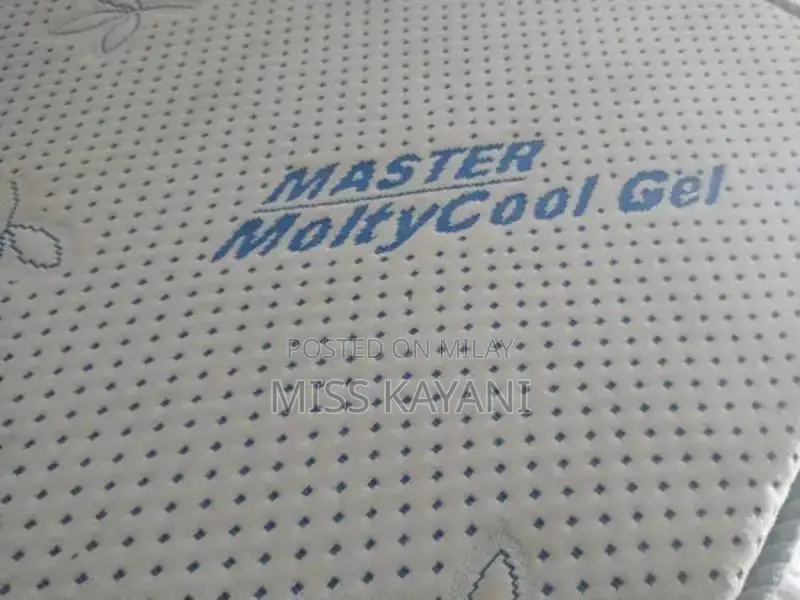 MASTER
MoltyCool Gel
POSTED ON MILAY
MISS KAYANI